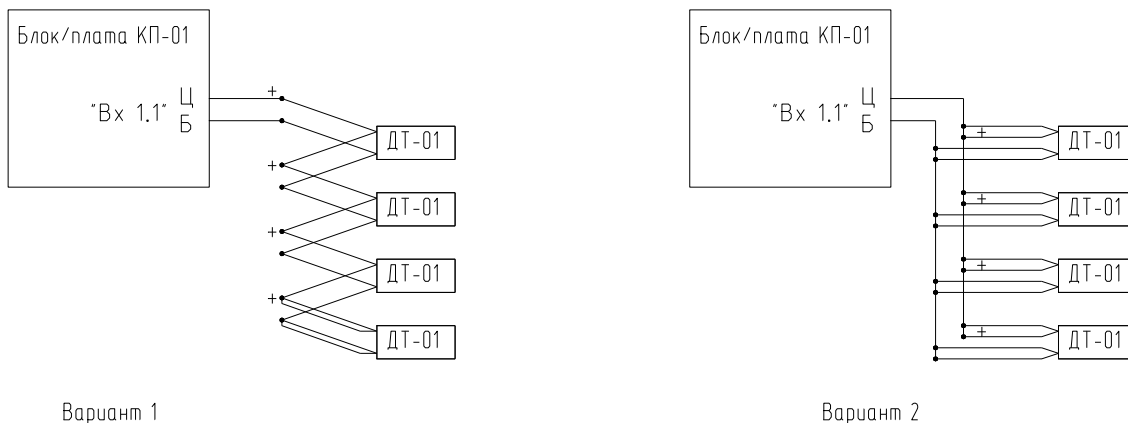 Блок/плата КП-01
"Вх 1.1"
Ц
Б
+
ДТ-01
+
ДТ-01
+
ДТ-01
+
ДТ-01
Вариант 1
Блок/плата КП-01
"Вх 1.1"
Ц
Б
+
ДТ-01
+
ДТ-01
+
ДТ-01
+
ДТ-01
Вариант 2